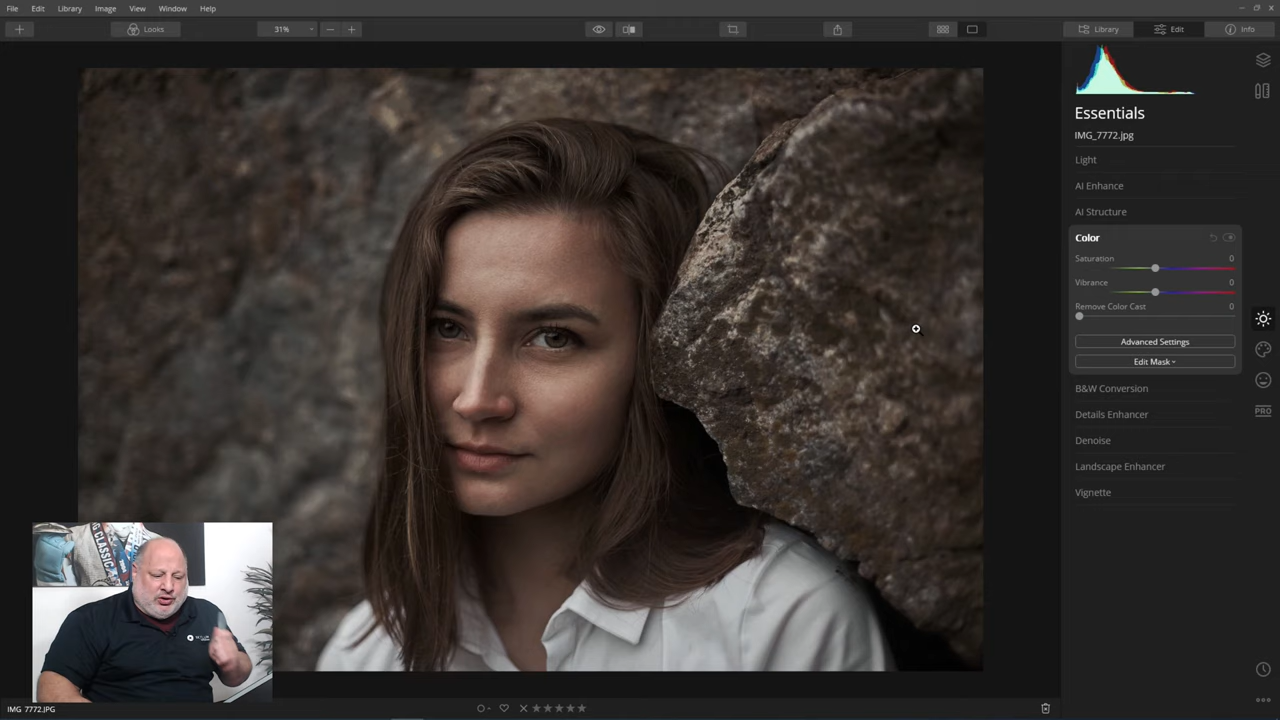 File Edit Library Image View Window Help
Looks 31% Library Edit Info
Essentials
IMG_7772.jpg
Light
AI Enhance
AI Structure
Color
Saturation 0
Vibrance 0
Remove Color Cast 0
Advanced Settings
Edit Mask
B&W Conversion
Details Enhancer
Denoise
Landscape Enhancer
Vignette
PRO
CLASSIC
IMG_7772.JPG